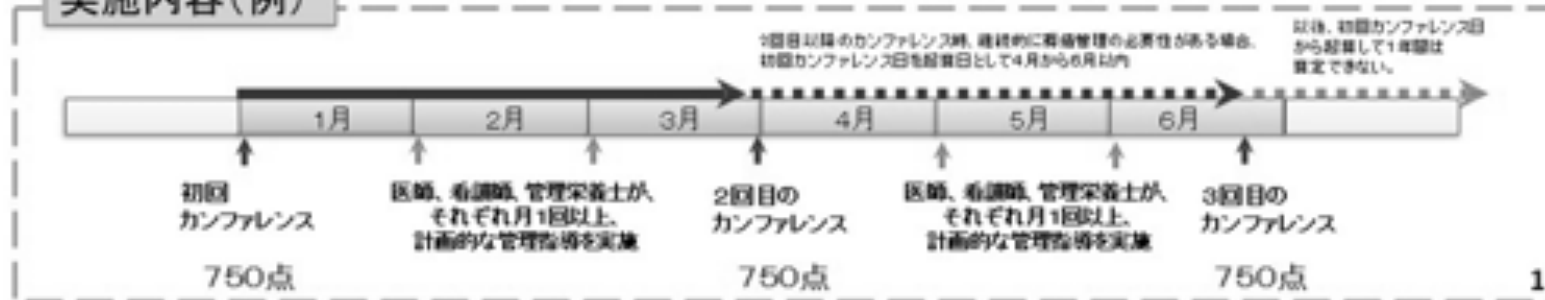 実施内容(例)
2回目以降のカンファレンス時、継続的に褥瘡管理の必要性がある場合、
初回カンファレンス日を起算日として4月から6月以内
以後、初回カンファレンス日
から起算して1年間は
算定できない。
1月 2月 3月 4月 5月 6月
初回
カンファレンス
医師、看護師、管理栄養士が、
それぞれ月1回以上、
計画的な管理指導を実施
2回目の
カンファレンス
医師、看護師、管理栄養士が、
それぞれ月1回以上、
計画的な管理指導を実施
3回目の
カンファレンス
750点 750点 750点
1